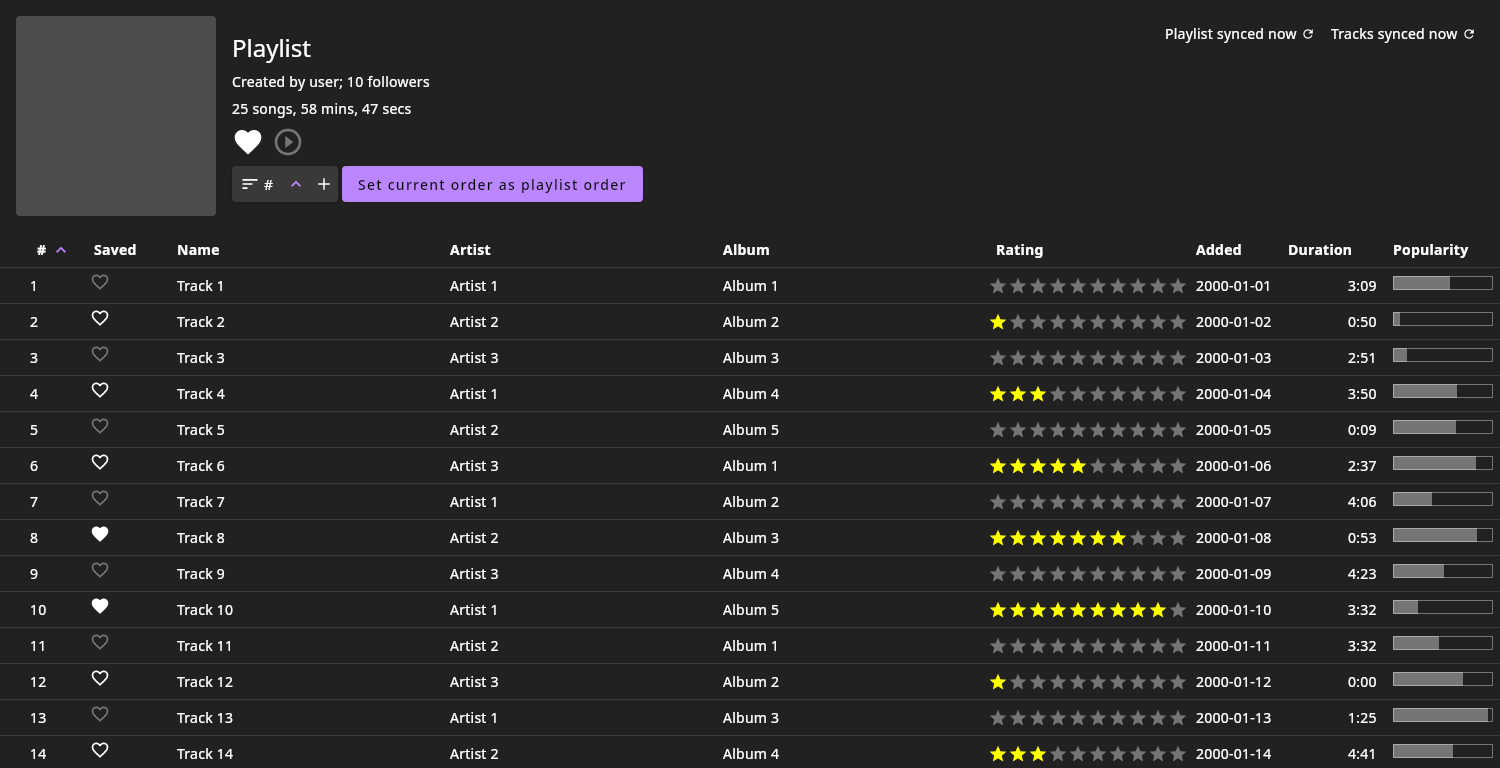 Playlist synced now Tracks synced now
Playlist
Created by user; 10 followers
25 songs, 58 mins, 47 secs
# Set current order as playlist order
# Saved Name Artist Album Rating Added Duration Popularity
1 Track 1 Artist 1 Album 1 2000-01-01 3:09
2 Track 2 Artist 2 Album 2 2000-01-02 0:50
3 Track 3 Artist 3 Album 3 2000-01-03 2:51
4 Track 4 Artist 1 Album 4 2000-01-04 3:50
5 Track 5 Artist 2 Album 5 2000-01-05 0:09
6 Track 6 Artist 3 Album 1 2000-01-06 2:37
7 Track 7 Artist 1 Album 2 2000-01-07 4:06
8 Track 8 Artist 2 Album 3 2000-01-08 0:53
9 Track 9 Artist 3 Album 4 2000-01-09 4:23
10 Track 10 Artist 1 Album 5 2000-01-10 3:32
11 Track 11 Artist 2 Album 1 2000-01-11 3:32
12 Track 12 Artist 3 Album 2 2000-01-12 0:00
13 Track 13 Artist 1 Album 3 2000-01-13 1:25
14 Track 14 Artist 2 Album 4 2000-01-14 4:41